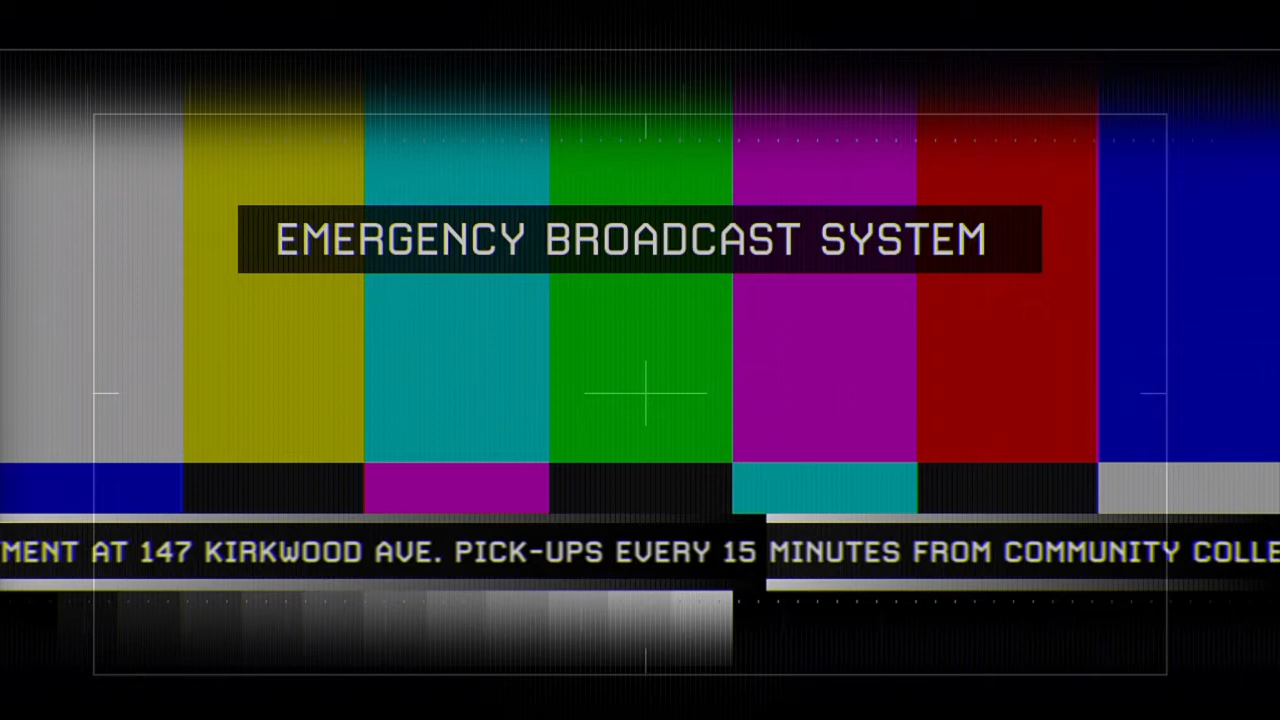 EMERGENCY BROADCAST SYSTEM
MENT AT 147 KIRKWOOD AVE. PICK-UPS EVERY 15 MINUTES FROM COMMUNITY COLLE